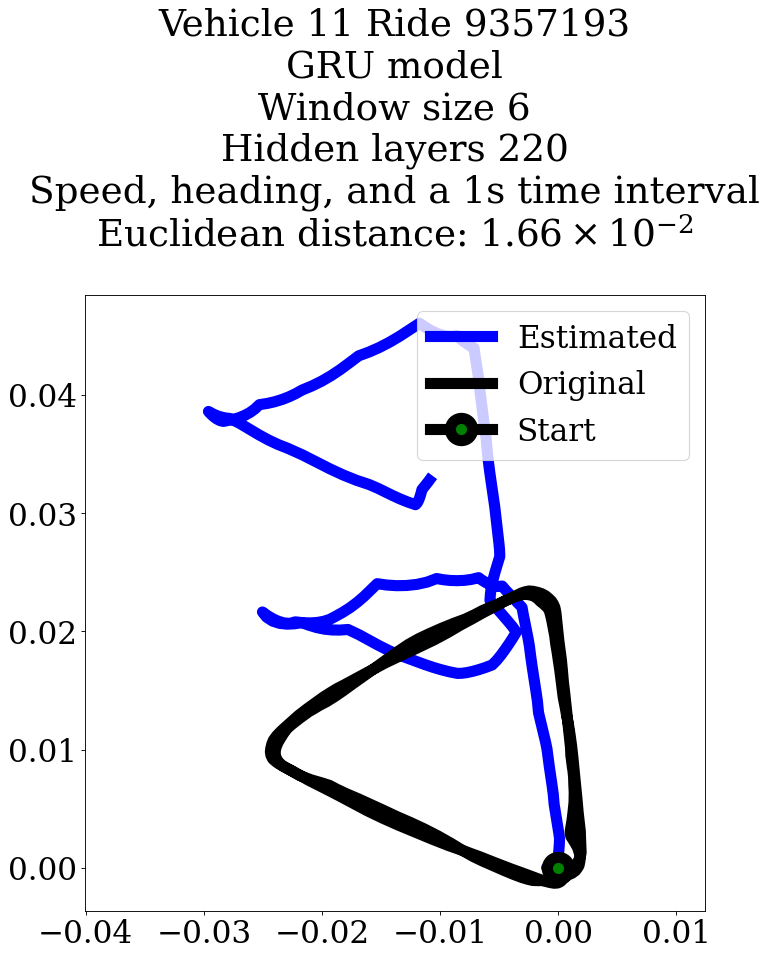 Vehicle 11 Ride 9357193
GRU model
Window size 6
Hidden layers 220
Speed, heading, and a 1s time interval
Euclidean distance: 1.66 × 10⁻²
Estimated
Original
Start
0.04
0.03
0.02
0.01
0.00
−0.04 −0.03 −0.02 −0.01 0.00 0.01